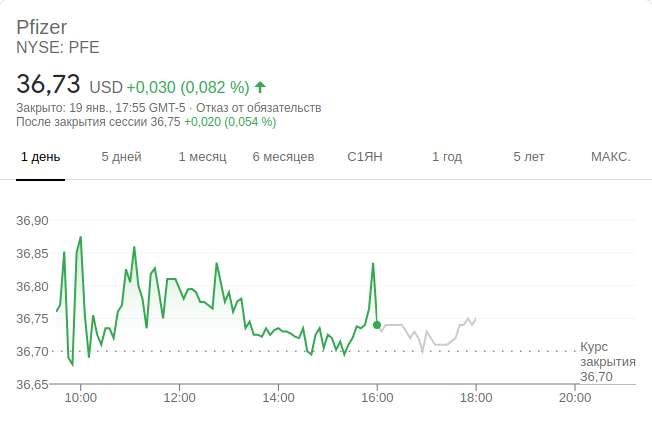 Pfizer
NYSE: PFE
36,73 USD +0,030 (0,082 %)
Закрыто: 19 янв., 17:55 GMT-5 · Отказ от обязательств
После закрытия сессии 36,75 +0,020 (0,054 %)
1 день 5 дней 1 месяц 6 месяцев С1ЯН 1 год 5 лет МАКС.
36,90
36,85
36,80
36,75
36,70
36,65
Курс
закрытия
36,70
10:00 12:00 14:00 16:00 18:00 20:00